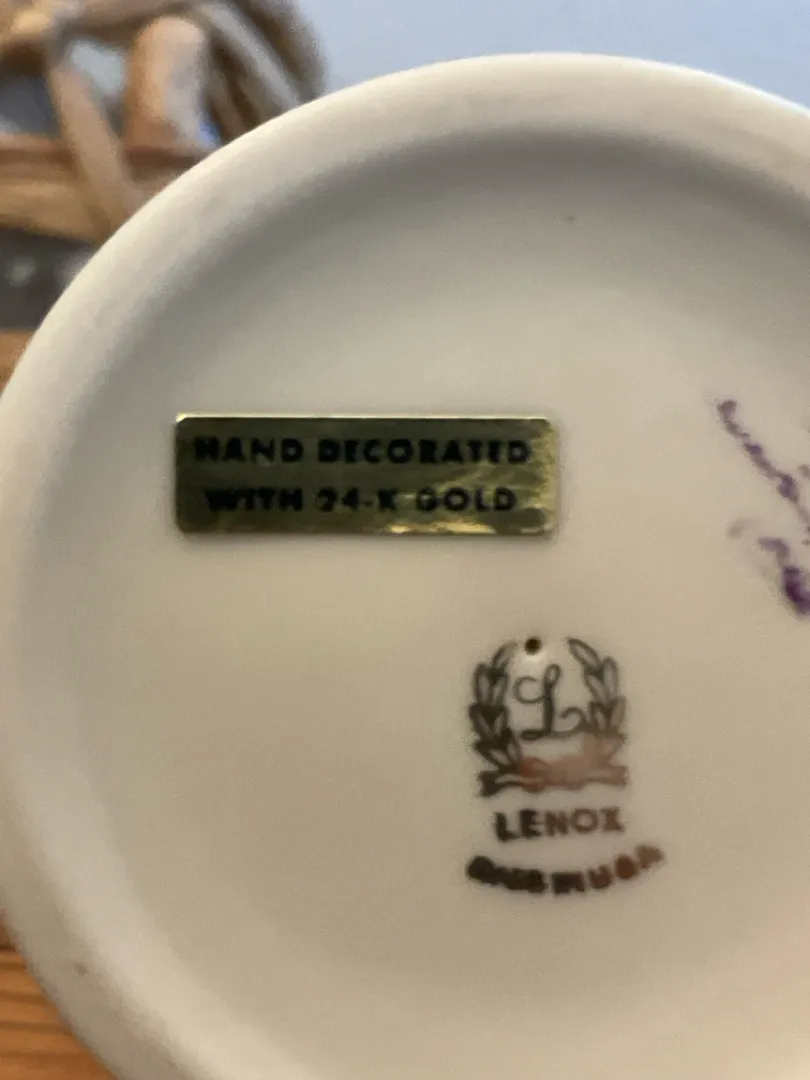 HAND DECORATED
WITH 24-K GOLD
L
LENOX